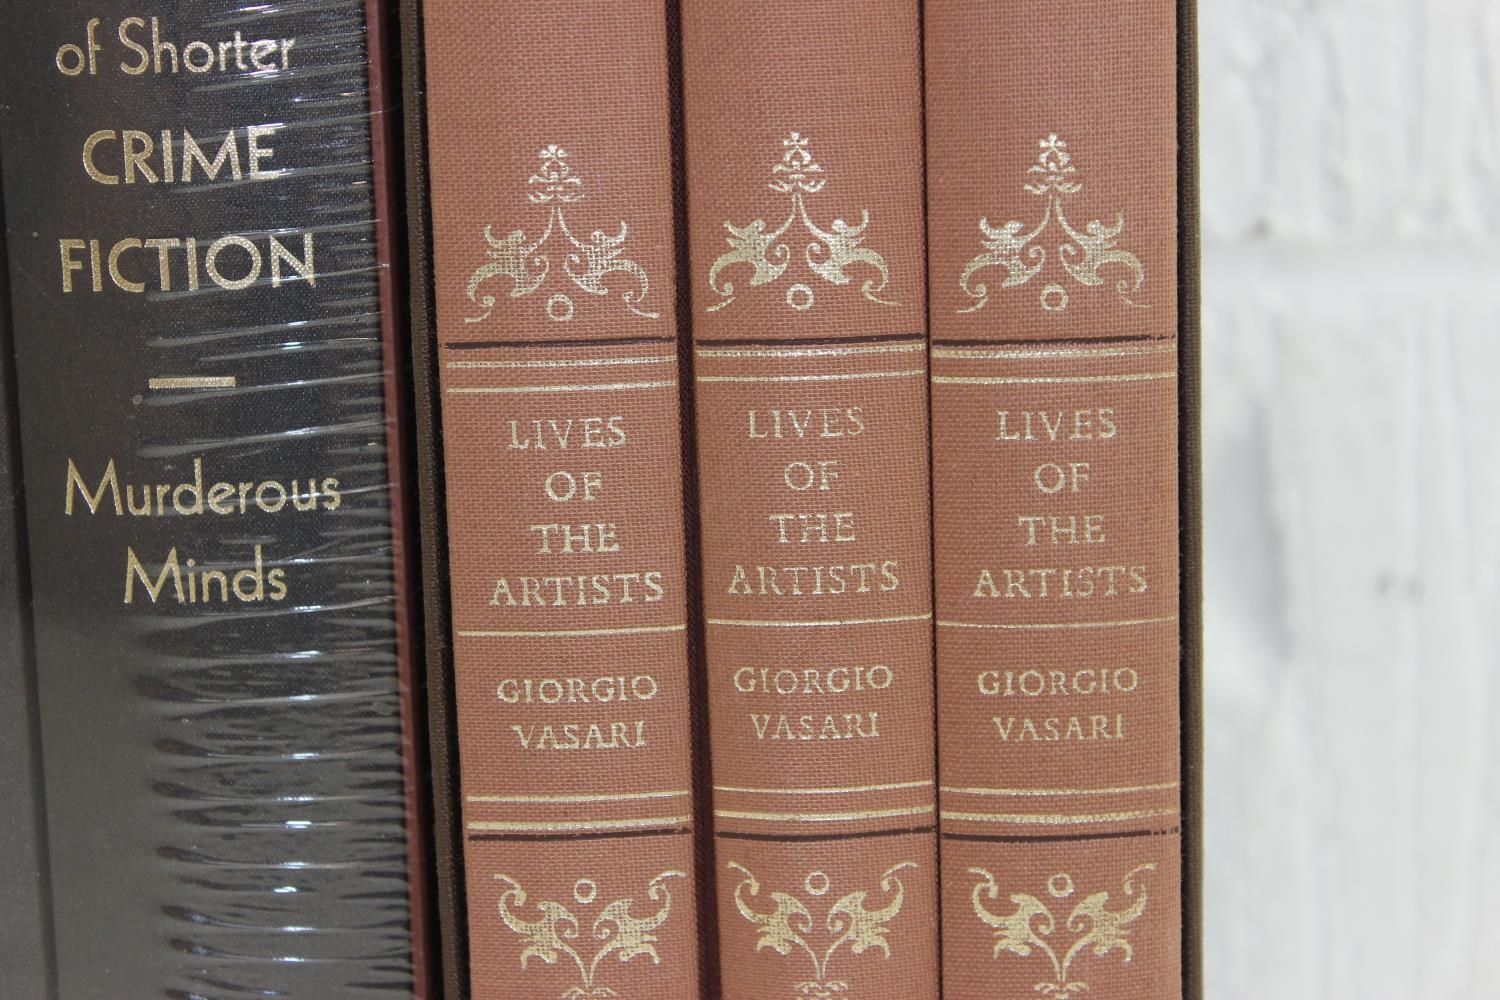 of Shorter
CRIME
FICTION
Murderous
Minds
LIVES
OF
THE
ARTISTS
GIORGIO
VASARI
LIVES
OF
THE
ARTISTS
GIORGIO
VASARI
LIVES
OF
THE
ARTISTS
GIORGIO
VASARI